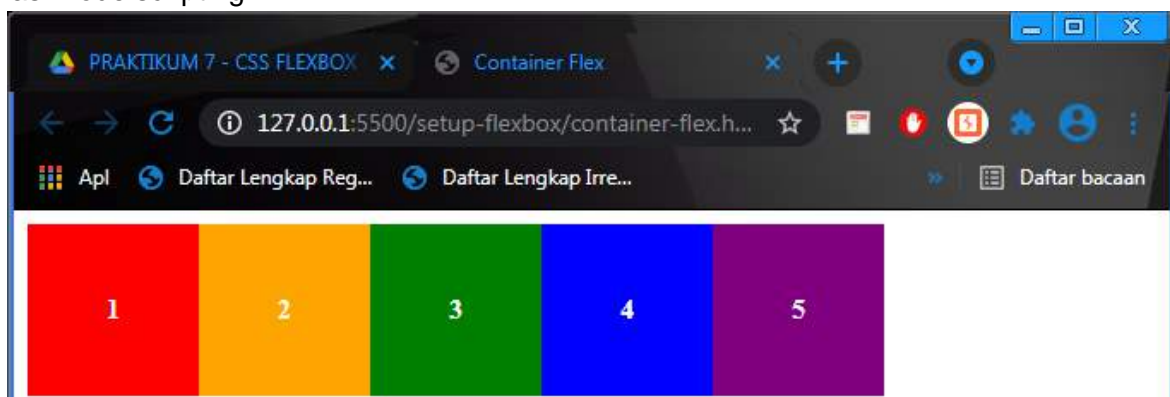 PRAKTIKUM 7 - CSS FLEXBOX
Container Flex
127.0.0.1:5500/setup-flexbox/container-flex.h...
Apl Daftar Lengkap Reg... Daftar Lengkap Irre... » Daftar bacaan
1 2 3 4 5